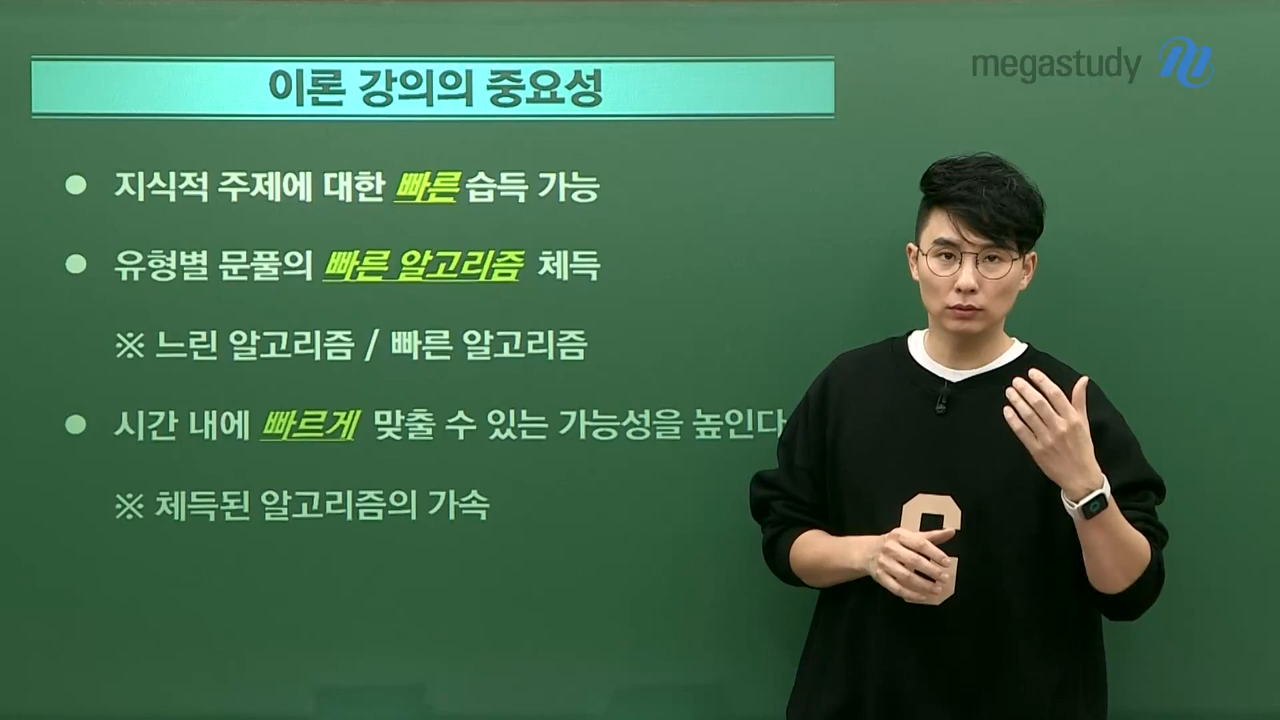 megastudy
이론 강의의 중요성
● 지식적 주제에 대한 빠른 습득 가능
● 유형별 문풀의 빠른 알고리즘 체득
※ 느린 알고리즘 / 빠른 알고리즘
● 시간 내에 빠르게 맞출 수 있는 가능성을 높인다
※ 체득된 알고리즘의 가속